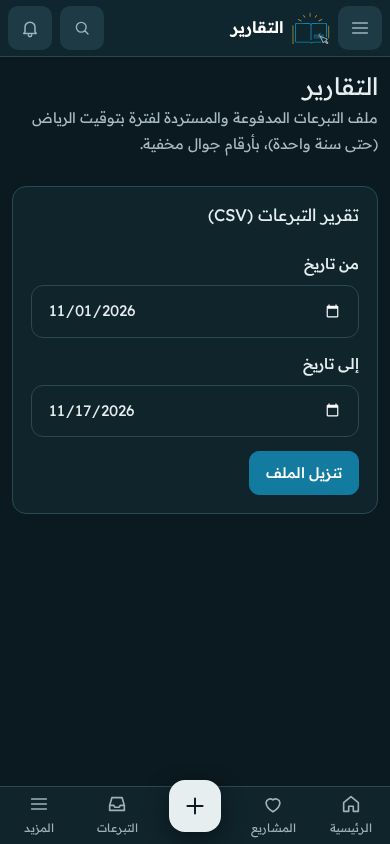 التقارير
التقارير
ملف التبرعات المدفوعة والمستردة لفترة بتوقيت الرياض
(حتى سنة واحدة)، بأرقام جوال مخفية.
تقرير التبرعات (CSV)
من تاريخ
11/01/2026
إلى تاريخ
11/17/2026
تنزيل الملف
الرئيسية
المشاريع
التبرعات
المزيد